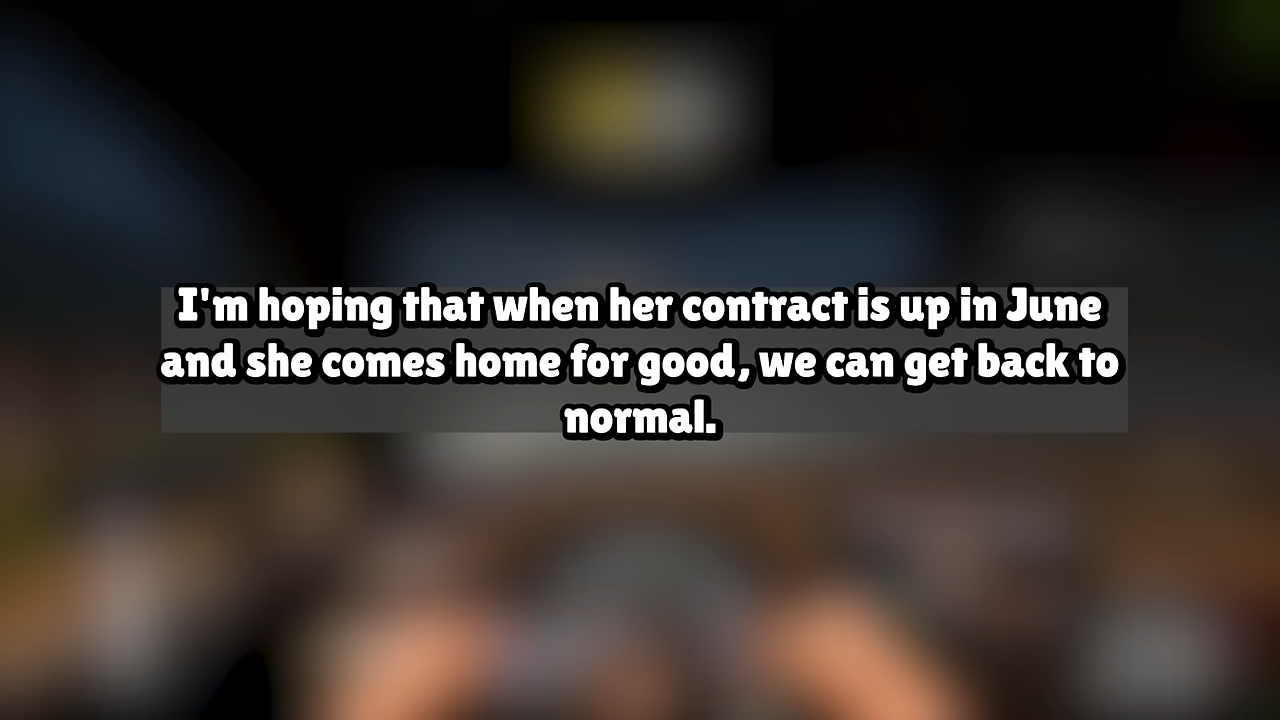 I'm hoping that when her contract is up in June
and she comes home for good, we can get back to
normal.